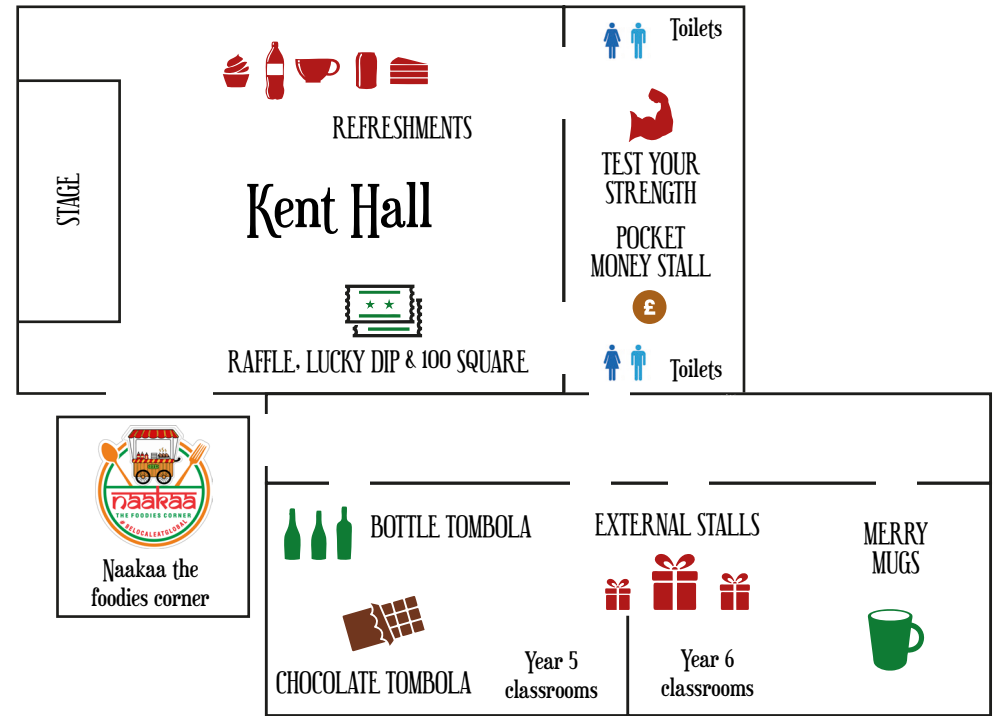 Toilets
REFRESHMENTS
STAGE
TEST YOUR
STRENGTH
Kent Hall
POCKET
MONEY STALL
£
RAFFLE, LUCKY DIP & 100 SQUARE
Toilets
naakaa
THE FOODIES CORNER
#BELOCALEATGLOBAL
Naakaa the
foodies corner
BOTTLE TOMBOLA
EXTERNAL STALLS
MERRY
MUGS
CHOCOLATE TOMBOLA
Year 5
classrooms
Year 6
classrooms